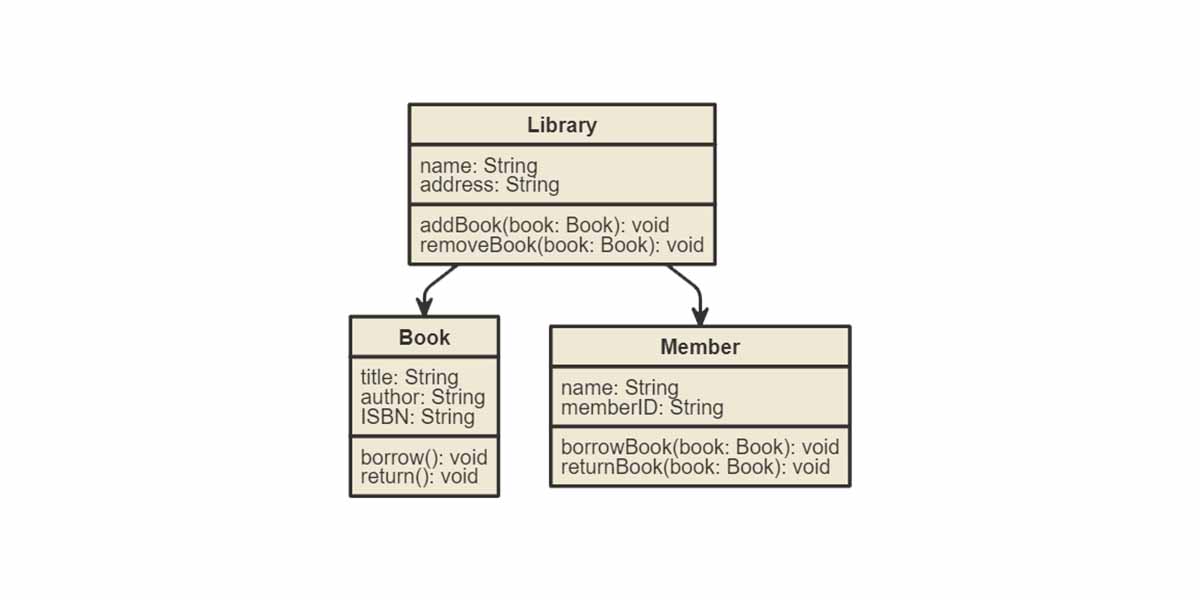 Library
name: String
address: String
addBook(book: Book): void
removeBook(book: Book): void
Book
title: String
author: String
ISBN: String
borrow(): void
return(): void
Member
name: String
memberID: String
borrowBook(book: Book): void
returnBook(book: Book): void